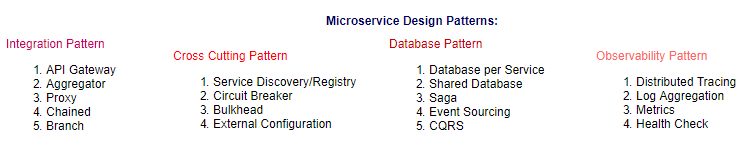 Microservice Design Patterns:
Integration Pattern
1. API Gateway
2. Aggregator
3. Proxy
4. Chained
5. Branch
Cross Cutting Pattern
1. Service Discovery/Registry
2. Circuit Breaker
3. Bulkhead
4. External Configuration
Database Pattern
1. Database per Service
2. Shared Database
3. Saga
4. Event Sourcing
5. CQRS
Observability Pattern
1. Distributed Tracing
2. Log Aggregation
3. Metrics
4. Health Check